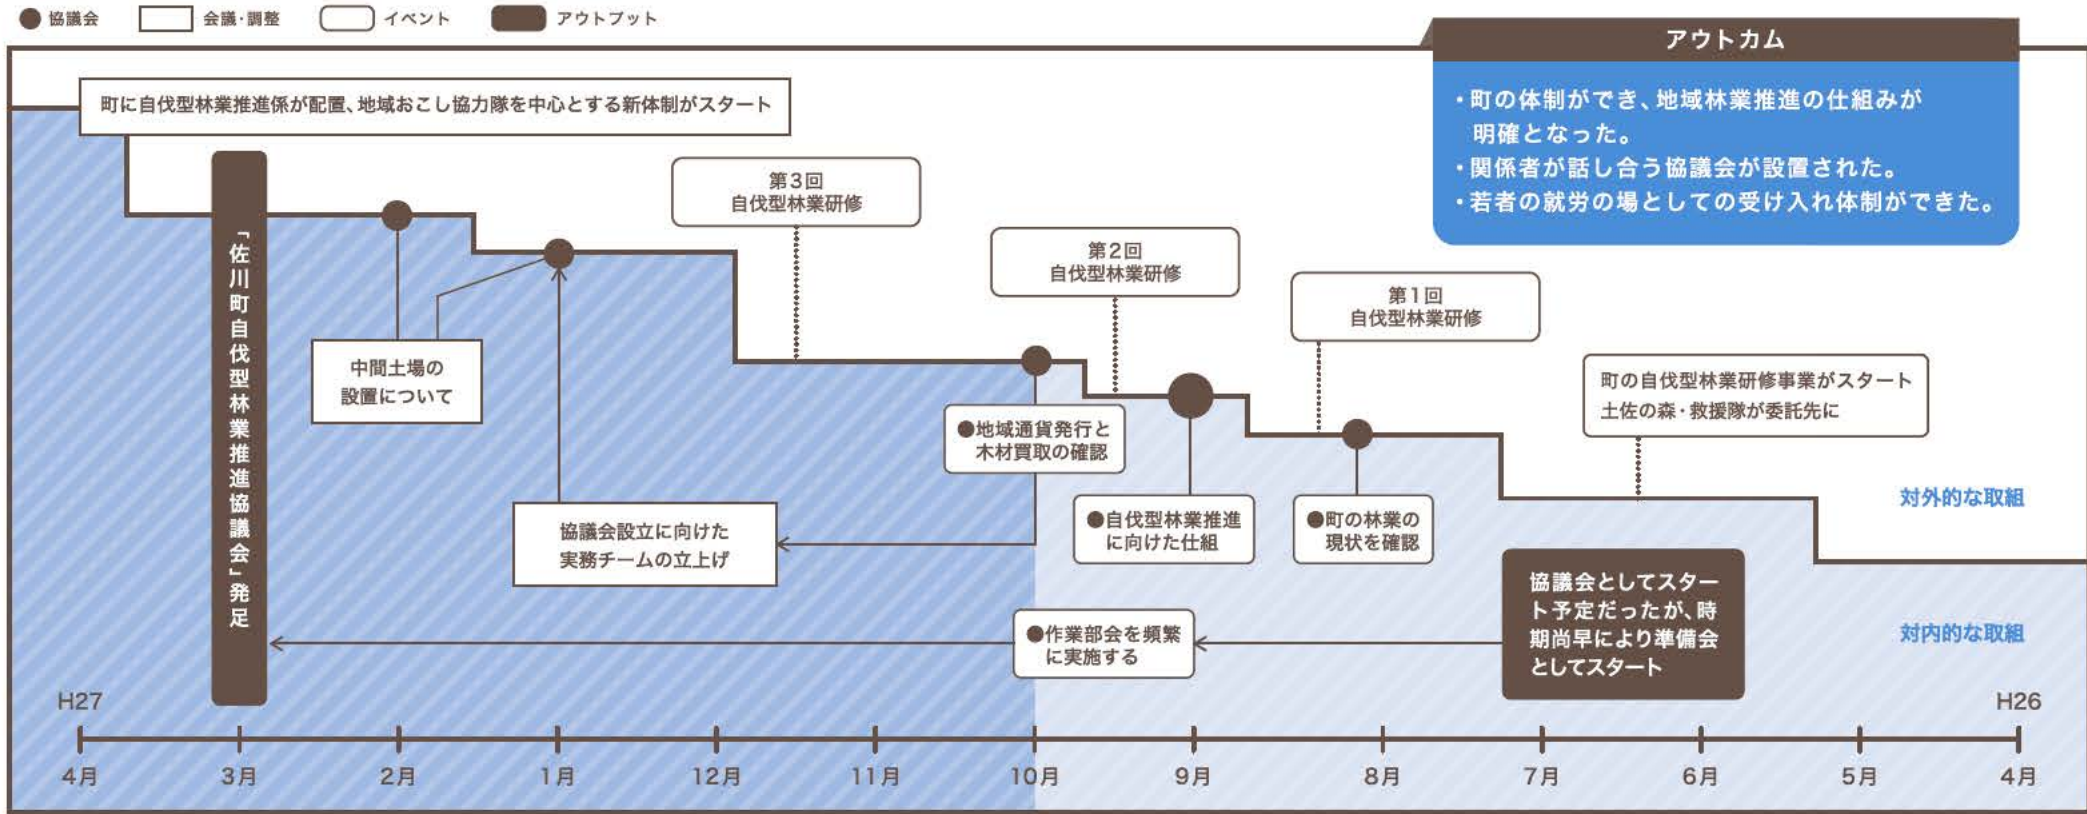 協議会
会議・調整
イベント
アウトプット
アウトカム
・町の体制ができ、地域林業推進の仕組みが
明確となった。
・関係者が話し合う協議会が設置された。
・若者の就労の場としての受け入れ体制ができた。
町に自伐型林業推進係が配置、地域おこし協力隊を中心とする新体制がスタート
「佐川町自伐型林業推進協議会」発足
中間土場の
設置について
第3回
自伐型林業研修
協議会設立に向けた
実務チームの立上げ
第2回
自伐型林業研修
●地域通貨発行と
木材買取の確認
●自伐型林業推進
に向けた仕組
第1回
自伐型林業研修
●町の林業の
現状を確認
町の自伐型林業研修事業がスタート
土佐の森・救援隊が委託先に
対外的な取組
対内的な取組
協議会としてスター
ト予定だったが、時
期尚早により準備会
としてスタート
●作業部会を頻繁
に実施する
H27
H26
4月 3月 2月 1月 12月 11月 10月 9月 8月 7月 6月 5月 4月